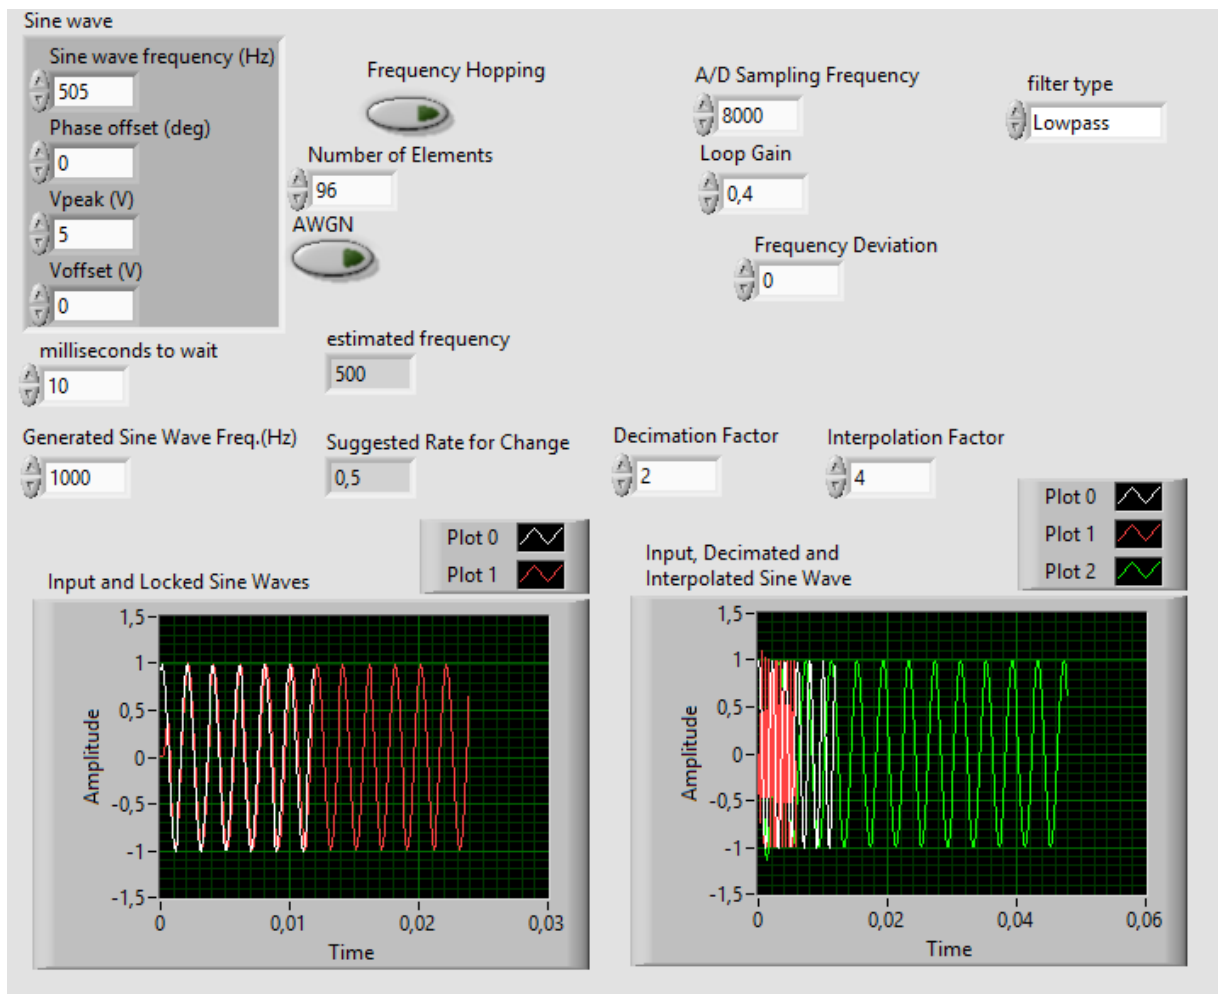 Sine wave
Sine wave frequency (Hz)
505
Phase offset (deg)
0
Vpeak (V)
5
Voffset (V)
0
Frequency Hopping
Number of Elements
96
AWGN
A/D Sampling Frequency
8000
Loop Gain
0,4
Frequency Deviation
0
filter type
Lowpass
milliseconds to wait
10
estimated frequency
500
Generated Sine Wave Freq.(Hz)
1000
Suggested Rate for Change
0,5
Decimation Factor
2
Interpolation Factor
4
Plot 0
Plot 1
Input and Locked Sine Waves
1,5
1
0,5
0
-0,5
-1
-1,5
Amplitude
0 0,01 0,02 0,03
Time
Plot 0
Plot 1
Plot 2
Input, Decimated and
Interpolated Sine Wave
1,5
1
0,5
0
-0,5
-1
-1,5
Amplitude
0 0,02 0,04 0,06
Time